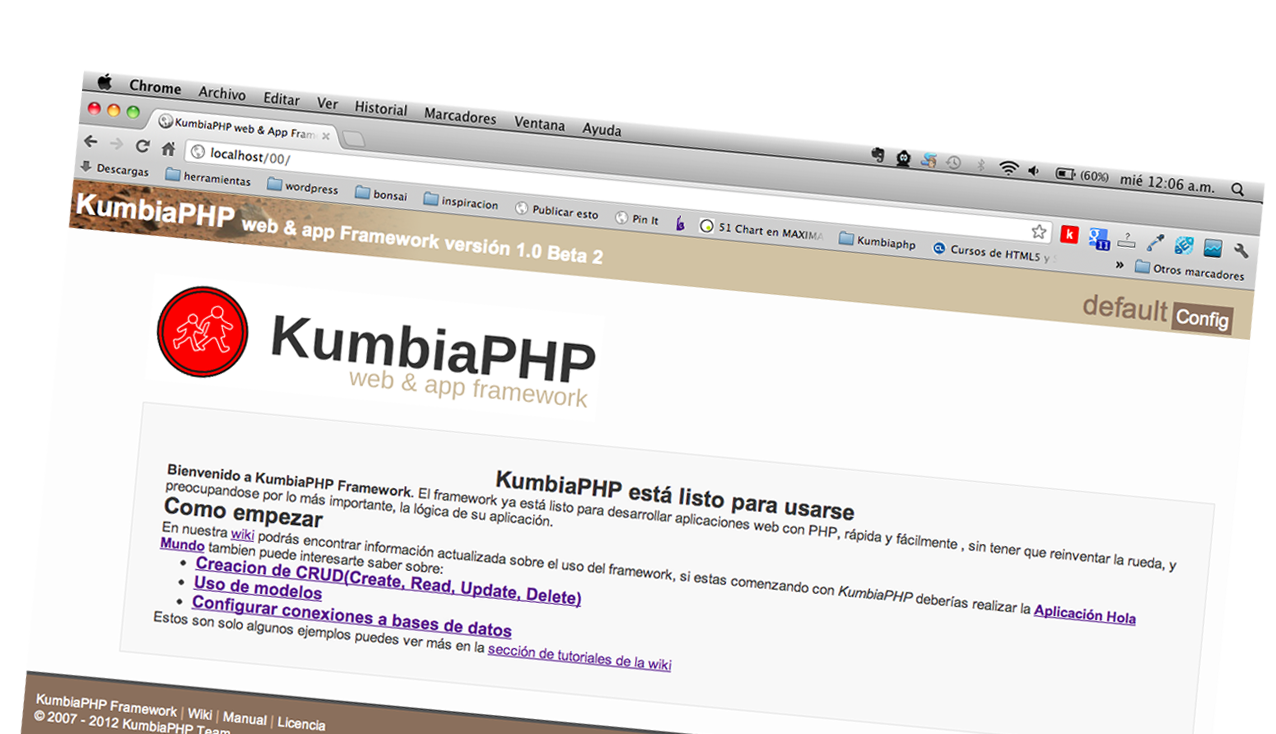 Chrome Archivo Editar Ver Historial Marcadores Ventana Ayuda (60%) mié 12:06 a.m.
KumbiaPHP web & App Fram
localhost/00/
Descargas herramientas wordpress bonsai inspiracion Publicar esto Pin It 51 Chart en MAXIMA Kumbiaphp Cursos de HTML5 y » Otros marcadores
k 11 ?
KumbiaPHP web & app Framework versión 1.0 Beta 2
default Config
KumbiaPHP
web & app framework
KumbiaPHP está listo para usarse
Bienvenido a KumbiaPHP Framework. El framework ya está listo para desarrollar aplicaciones web con PHP, rápida y fácilmente , sin tener que reinventar la rueda, y
preocupandose por lo más importante, la lógica de su aplicación.
Como empezar
En nuestra wiki podrás encontrar información actualizada sobre el uso del framework, si estas comenzando con KumbiaPHP deberías realizar la Aplicación Hola
Mundo tambien puede interesarte saber sobre:
• Creacion de CRUD(Create, Read, Update, Delete)
• Uso de modelos
• Configurar conexiones a bases de datos
Estos son solo algunos ejemplos puedes ver más en la sección de tutoriales de la wiki
KumbiaPHP Framework | Wiki | Manual | Licencia
© 2007 - 2012 KumbiaPHP Team